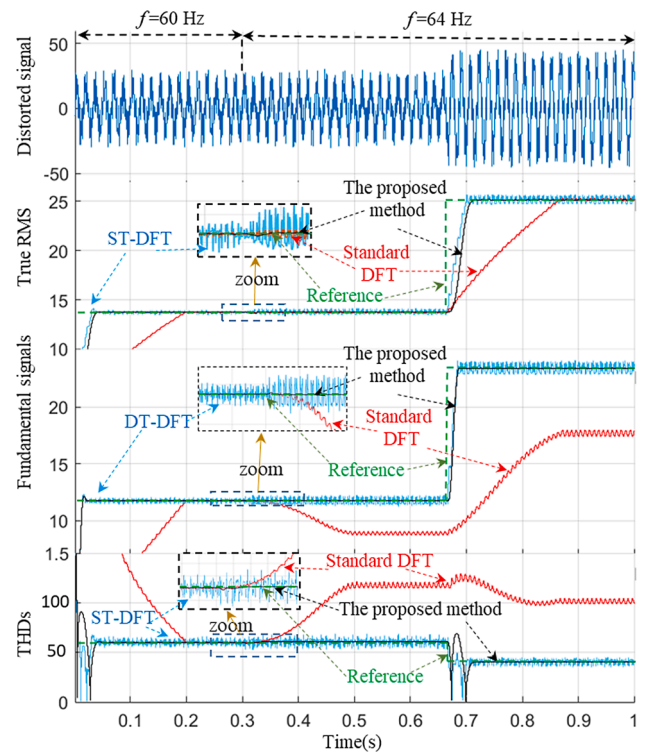 f=60 Hz
f=64 Hz
Distorted signal
50
0
-50
True RMS
25
20
15
10
ST-DFT
The proposed
method
Standard
DFT
zoom
Reference
Fundamental signals
20
15
10
DT-DFT
The proposed
method
Standard
DFT
zoom
Reference
THDs
1.5
100
50
0
Standard DFT
ST-DFT
The proposed method
zoom
Reference
0.1
0.2
0.3
0.4
0.5
0.6
0.7
0.8
0.9
1
Time(s)